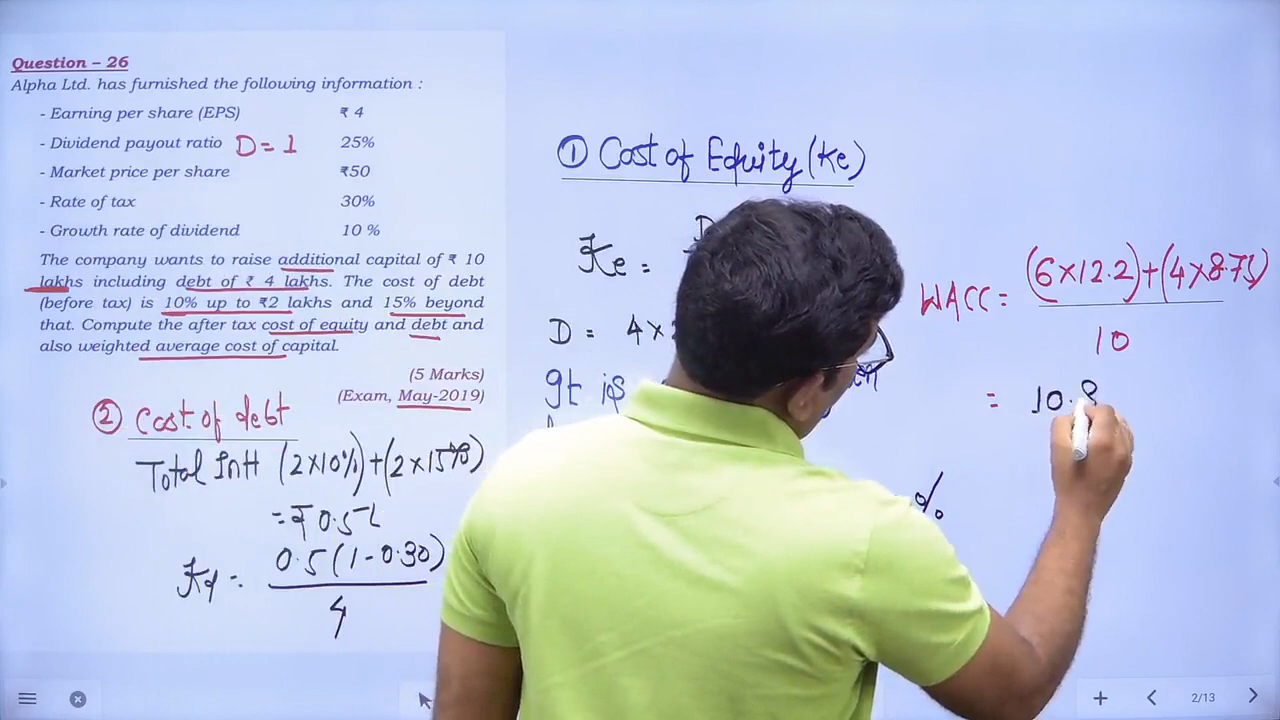 Question – 26
Alpha Ltd. has furnished the following information :
- Earning per share (EPS) ₹ 4
- Dividend payout ratio D = 1 25%
- Market price per share ₹50
- Rate of tax 30%
- Growth rate of dividend 10 %
The company wants to raise additional capital of ₹ 10
lakhs including debt of ₹ 4 lakhs. The cost of debt
(before tax) is 10% up to ₹2 lakhs and 15% beyond
that. Compute the after tax cost of equity and debt and
also weighted average cost of capital.
(5 Marks)
(Exam, May-2019)
② Cost of debt
Total Intt (2×10%)+(2×15%)
= ₹ 0.5 L
Kd = 0.5(1-0.30)
4
① Cost of Equity (Ke)
Ke =
D = 4×
It is
%
WACC = (6×12.2)+(4×8.75)
10
= 10.8
2/13